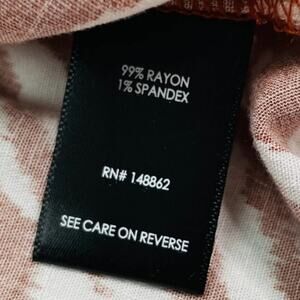 99% RAYON
1% SPANDEX
RN# 148862
SEE CARE ON REVERSE